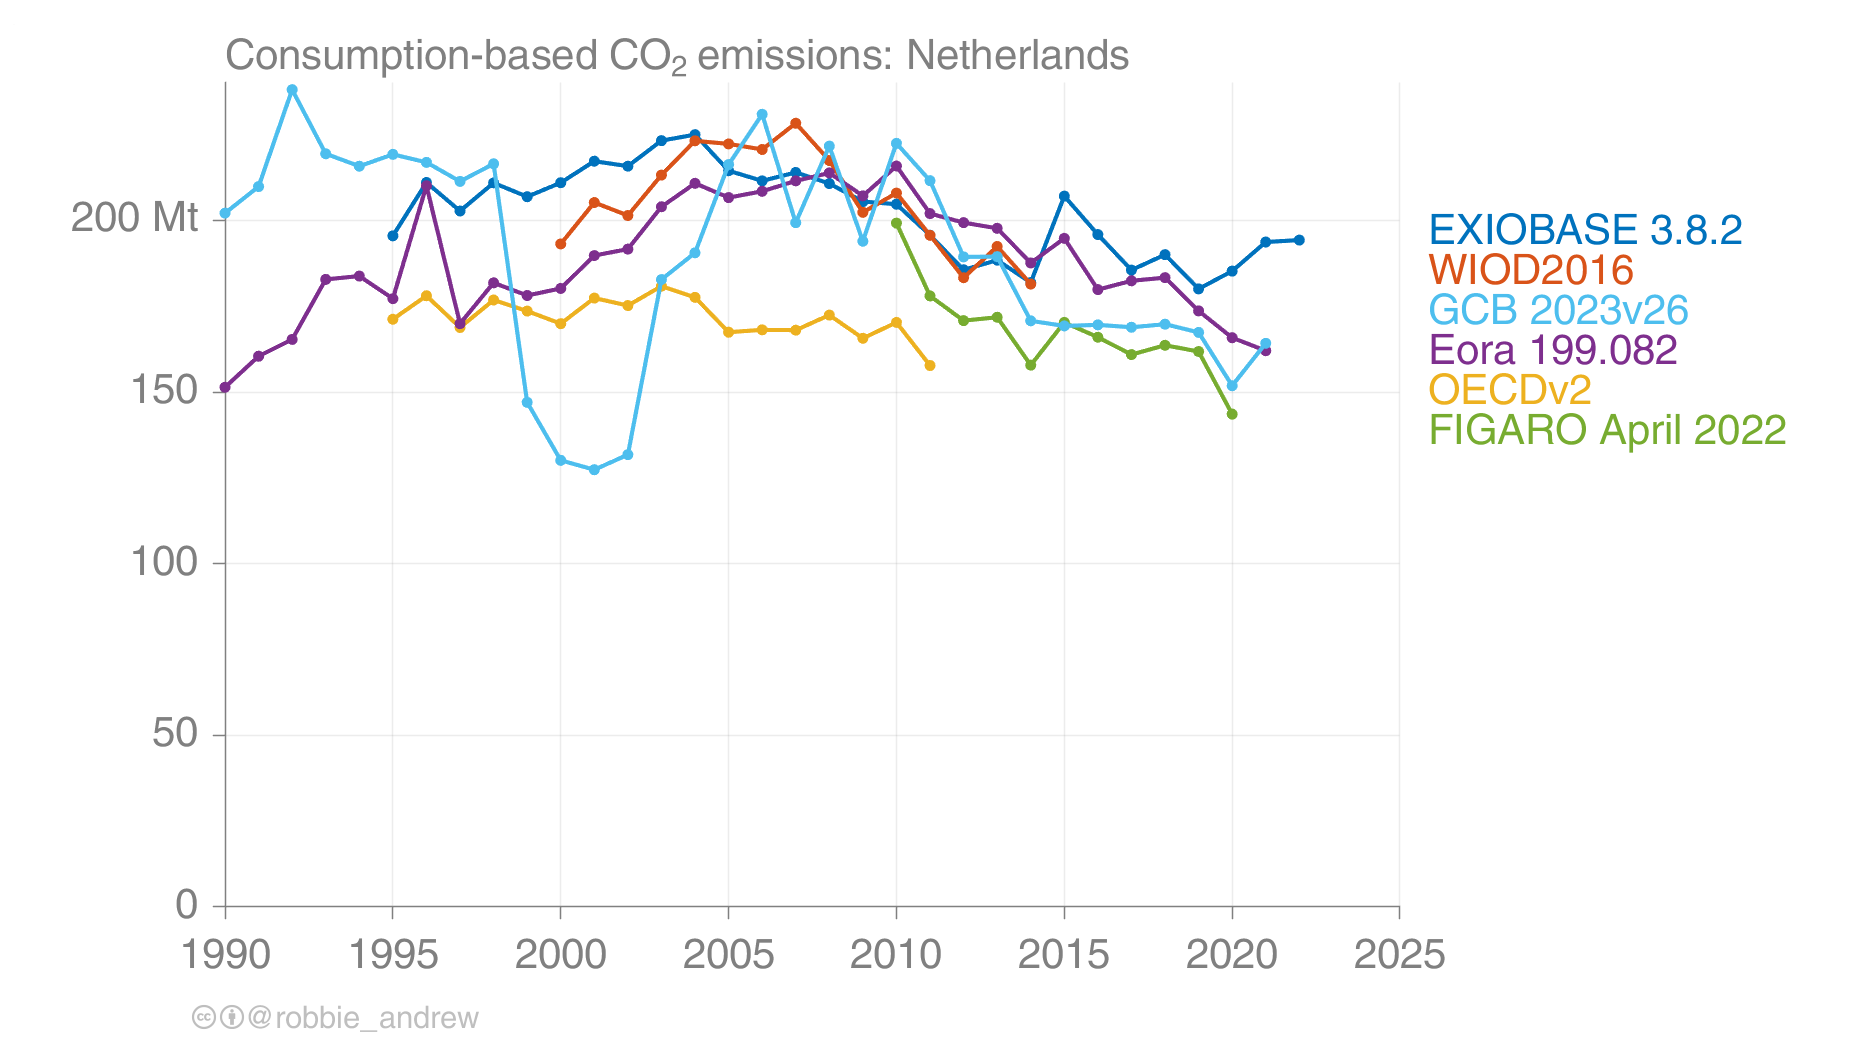 Consumption-based CO₂ emissions: Netherlands
200 Mt
150
100
50
0
1990 1995 2000 2005 2010 2015 2020 2025
EXIOBASE 3.8.2
WIOD2016
GCB 2023v26
Eora 199.082
OECDv2
FIGARO April 2022
@robbie_andrew